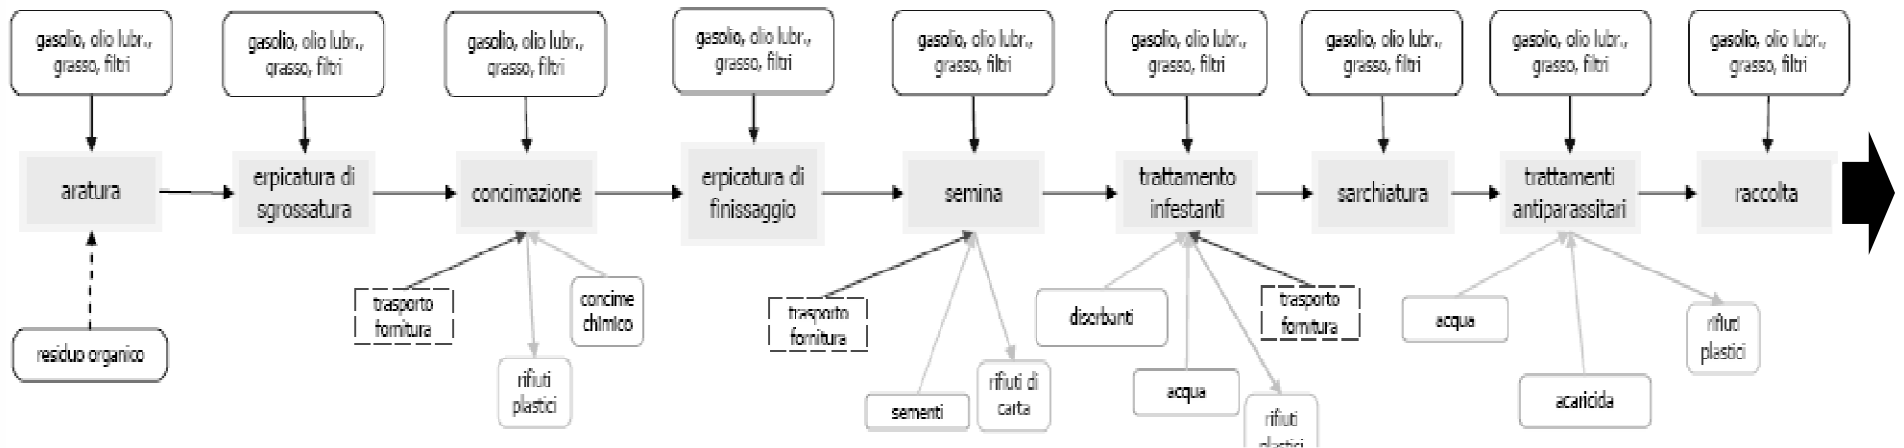 gasolio, olio lubr.,
grasso, filtri
gasolio, olio lubr.,
grasso, filtri
gasolio, olio lubr.,
grasso, filtri
gasolio, olio lubr.,
grasso, filtri
gasolio, olio lubr.,
grasso, filtri
gasolio, olio lubr.,
grasso, filtri
gasolio, olio lubr.,
grasso, filtri
gasolio, olio lubr.,
grasso, filtri
gasolio, olio lubr.,
grasso, filtri
aratura
erpicatura di
sgrossatura
concimazione
erpicatura di
finissaggio
semina
trattamento
infestanti
sarchiatura
trattamenti
antiparassitari
raccolta
residuo organico
trasporto
fornitura
rifiuti
plastici
concime
chimico
trasporto
fornitura
sementi
rifiuti di
carta
diserbanti
acqua
rifiuti
plastici
trasporto
fornitura
acqua
acaricida
rifiuti
plastici